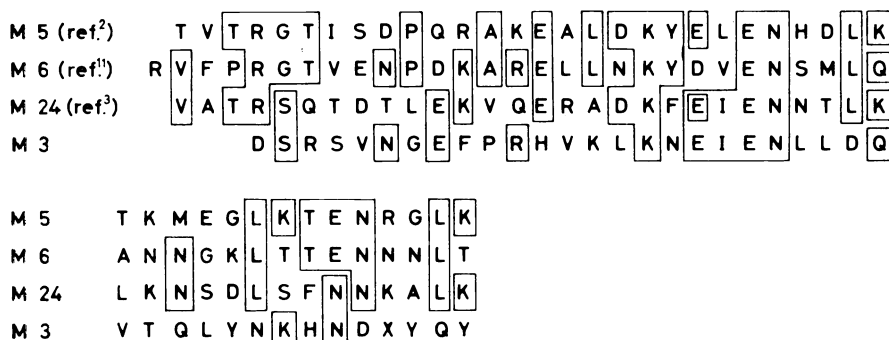 M 5 (ref.²) T V T R G T I S D P Q R A K E A L D K Y E L E N H D L K
M 6 (ref.¹¹) R V F P R G T V E N P D K A R E L L N K Y D V E N S M L Q
M 24 (ref.³) V A T R S Q T D T L E K V Q E R A D K F E I E N N T L K
M 3 D S R S V N G E F P R H V K L K N E I E N L L D Q
M 5 T K M E G L K T E N R G L K
M 6 A N N G K L T T E N N N L T
M 24 L K N S D L S F N N K A L K
M 3 V T Q L Y N K H N D X Y Q Y